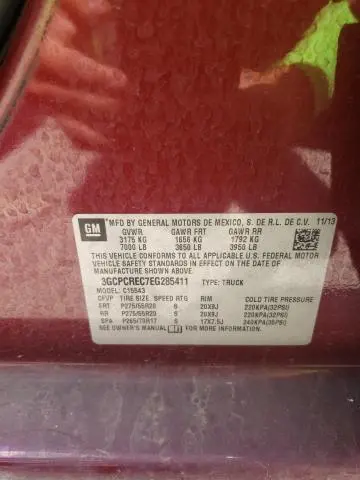 GM *MFD BY GENERAL MOTORS DE MEXICO, S. DE R.L. DE C.V. 11/13
GVWR GAWR FRT GAWR RR
3175 KG 1656 KG 1792 KG
7000 LB 3650 LB 3950 LB
THIS VEHICLE CONFORMS TO ALL APPLICABLE U.S. FEDERAL MOTOR
VEHICLE SAFETY STANDARDS IN EFFECT ON THE DATE OF
MANUFACTURE SHOWN ABOVE.
3GCPCREC7EG285411 TYPE: TRUCK
MODEL: C15543
CFVP TIRE SIZE SPEED RTG RIM COLD TIRE PRESSURE
FRT P275/55R20 S 20X9J 220KPA(32PSI)
RR P275/55R20 S 20X9J 220KPA(32PSI)
SPA P265/70R17 S 17X7.5J 240KPA(35PSI)
SEE OWNER'S MANUAL FOR MORE INFORMATION.